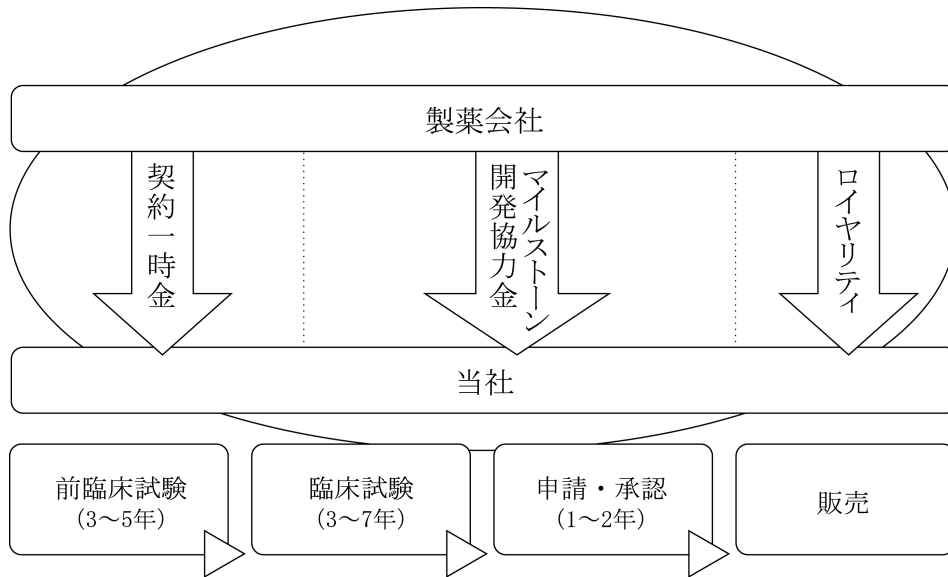 製薬会社
契約一時金
マイルストーン
開発協力金
ロイヤリティ
当社
前臨床試験
(3～5年)
臨床試験
(3～7年)
申請・承認
(1～2年)
販売